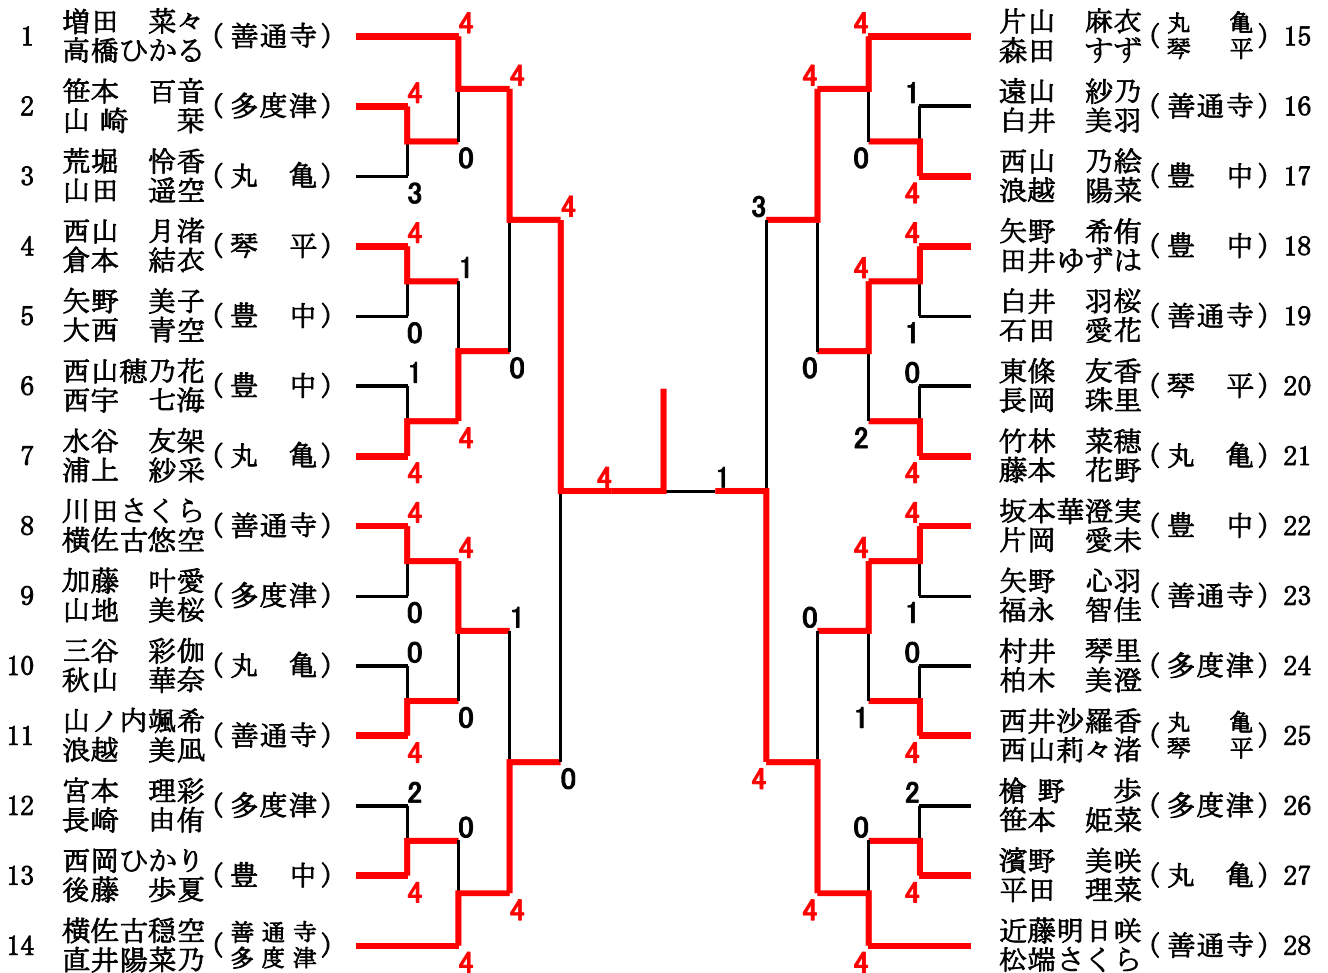 1 増田 菜々 高橋ひかる (善通寺)
4
2 笹本 百音 山崎 栞 (多度津)
4
3 荒堀 怜香 山田 遥空 (丸 亀)
3
4
0
4 西山 月渚 倉本 結衣 (琴 平)
4
5 矢野 美子 大西 青空 (豊 中)
0
1
6 西山穂乃花 西宇 七海 (豊 中)
1
7 水谷 友架 浦上 紗采 (丸 亀)
4
4
0
4
8 川田さくら 横佐古悠空 (善通寺)
4
9 加藤 叶愛 山地 美桜 (多度津)
0
4
10 三谷 彩伽 秋山 華奈 (丸 亀)
0
11 山ノ内颯希 浪越 美凪 (善通寺)
4
0
1
12 宮本 理彩 長崎 由侑 (多度津)
2
13 西岡ひかり 後藤 歩夏 (豊 中)
4
0
14 横佐古穏空 直井陽菜乃 (善通寺 多度津)
4
4
0
4
1
片山 麻衣 森田 すず (丸 亀 琴 平) 15
4
遠山 紗乃 白井 美羽 (善通寺) 16
1
西山 乃絵 浪越 陽菜 (豊 中) 17
4
0
4
矢野 希侑 田井ゆずは (豊 中) 18
4
白井 羽桜 石田 愛花 (善通寺) 19
1
4
東條 友香 長岡 珠里 (琴 平) 20
0
竹林 菜穂 藤本 花野 (丸 亀) 21
4
2
0
3
坂本華澄実 片岡 愛未 (豊 中) 22
4
矢野 心羽 福永 智佳 (善通寺) 23
1
4
村井 琴里 柏木 美澄 (多度津) 24
0
西井沙羅香 西山莉々渚 (丸 亀 琴 平) 25
4
1
0
槍野 歩 笹本 姫菜 (多度津) 26
2
濱野 美咲 平田 理菜 (丸 亀) 27
4
0
近藤明日咲 松端さくら (善通寺) 28
4
4
4